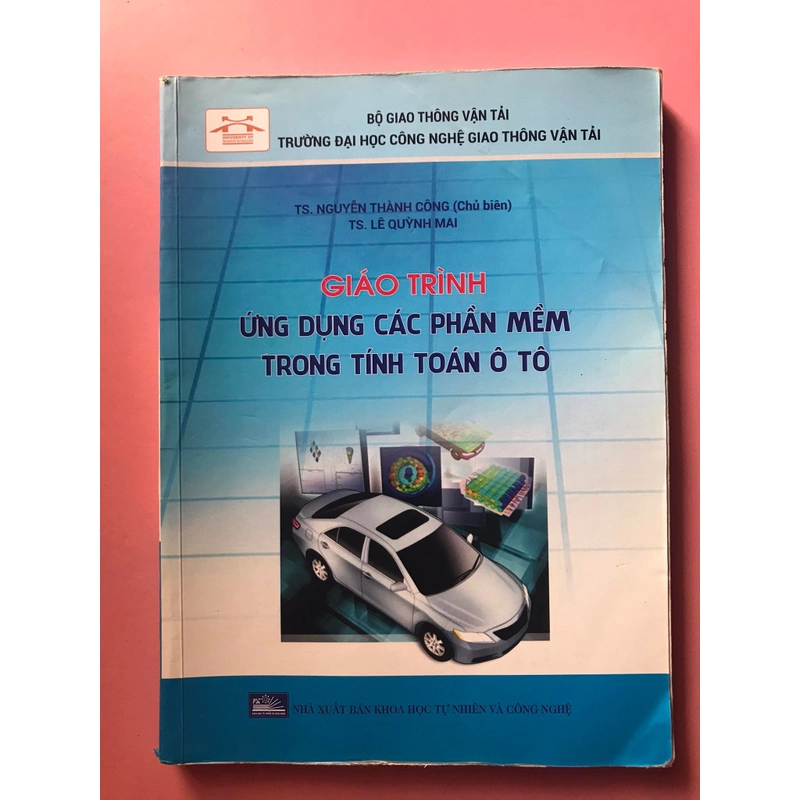 BỘ GIAO THÔNG VẬN TẢI
TRƯỜNG ĐẠI HỌC CÔNG NGHỆ GIAO THÔNG VẬN TẢI
UNIVERSITY OF
TS. NGUYỄN THÀNH CÔNG (Chủ biên)
TS. LÊ QUỲNH MAI
GIÁO TRÌNH
ỨNG DỤNG CÁC PHẦN MỀM
TRONG TÍNH TOÁN Ô TÔ
NHÀ XUẤT BẢN KHOA HỌC TỰ NHIÊN VÀ CÔNG NGHỆ